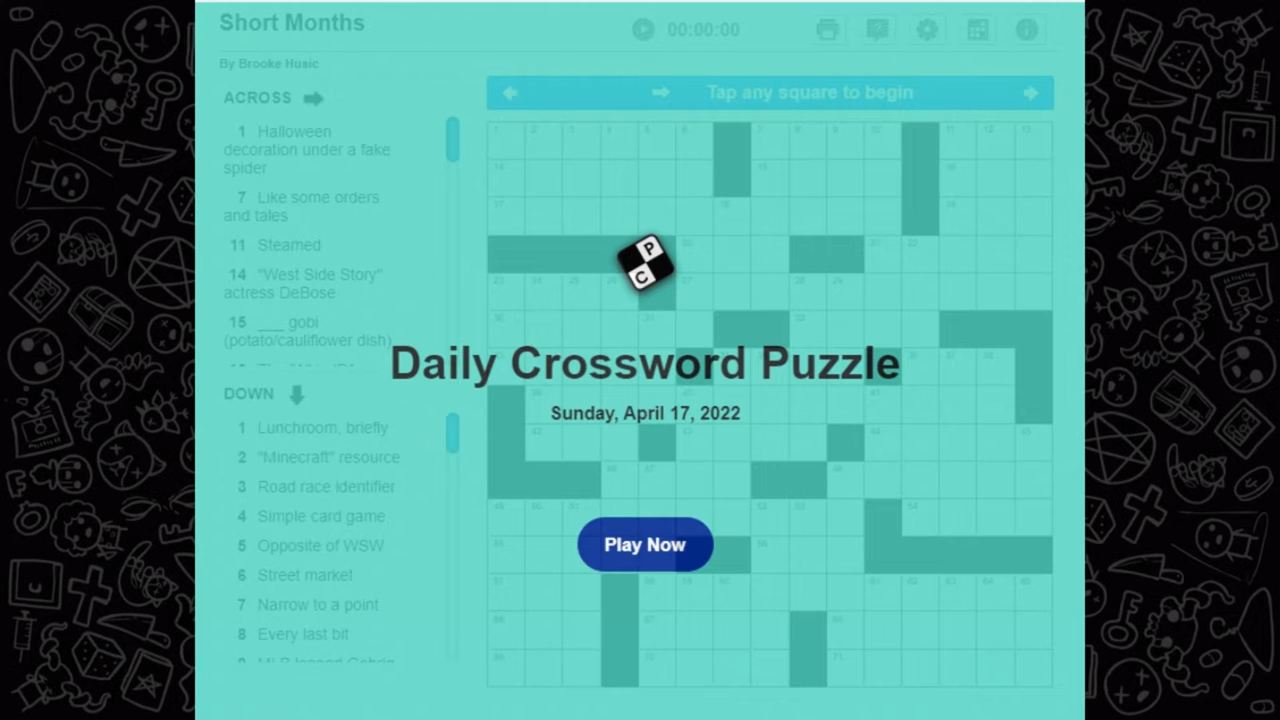 Short Months
00:00:00
By Brooke Husic
ACROSS
Tap any square to begin
1 Halloween
decoration under a fake
spider
7 Like some orders
and tales
11 Steamed
14 "West Side Story"
actress DeBose
15 ___ gobi
(potato/cauliflower dish)
P
C
Daily Crossword Puzzle
Sunday, April 17, 2022
DOWN
1 Lunchroom, briefly
2 "Minecraft" resource
3 Road race identifier
4 Simple card game
5 Opposite of WSW
6 Street market
7 Narrow to a point
8 Every last bit
Play Now